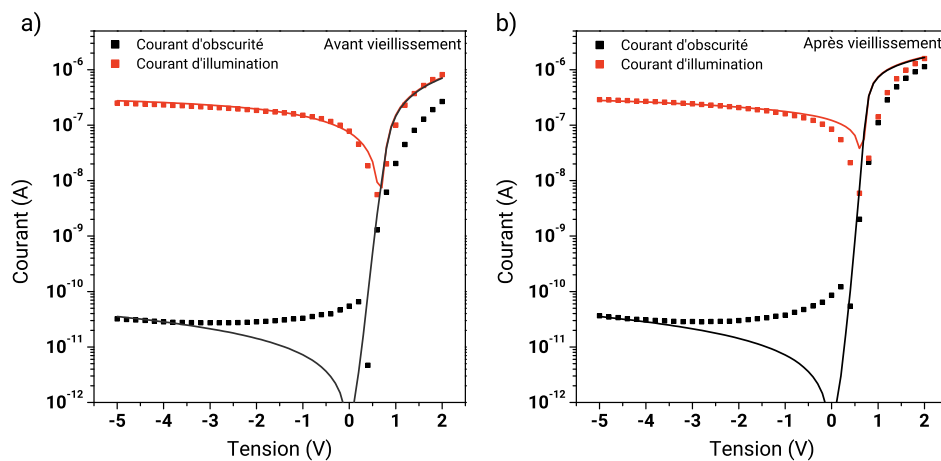 a)
Courant d'obscurité
Courant d'illumination
Avant vieillissement
10⁻⁶
10⁻⁷
10⁻⁸
10⁻⁹
10⁻¹⁰
10⁻¹¹
10⁻¹²
Courant (A)
-5 -4 -3 -2 -1 0 1 2
Tension (V)
b)
Courant d'obscurité
Courant d'illumination
Après vieillissement
10⁻⁶
10⁻⁷
10⁻⁸
10⁻⁹
10⁻¹⁰
10⁻¹¹
10⁻¹²
Courant (A)
-5 -4 -3 -2 -1 0 1 2
Tension (V)